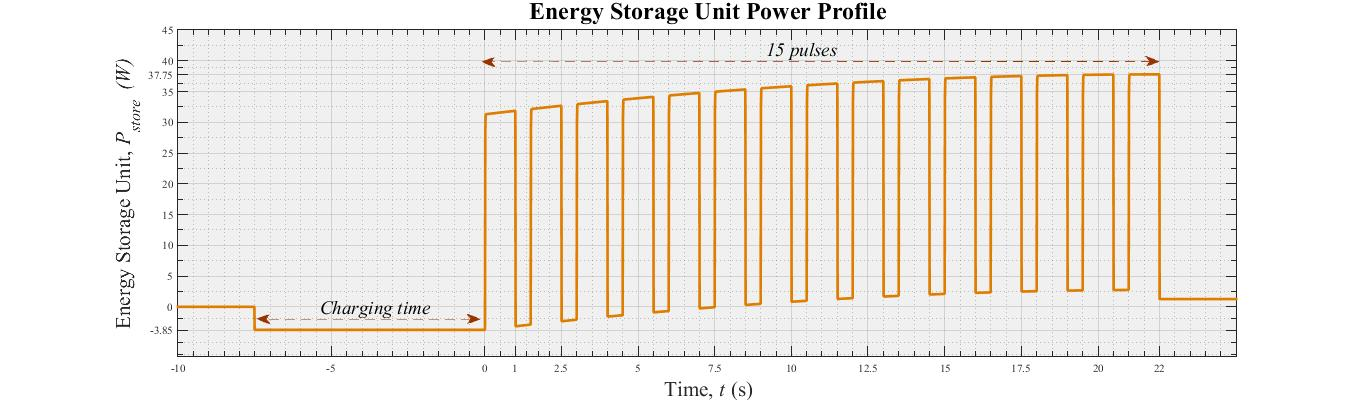 Energy Storage Unit Power Profile
Energy Storage Unit, P store (W)
45
40
37.75
35
30
25
20
15
10
5
0
-3.85
15 pulses
Charging time
-10 -5 0 1 2.5 5 7.5 10 12.5 15 17.5 20 22
Time, t (s)